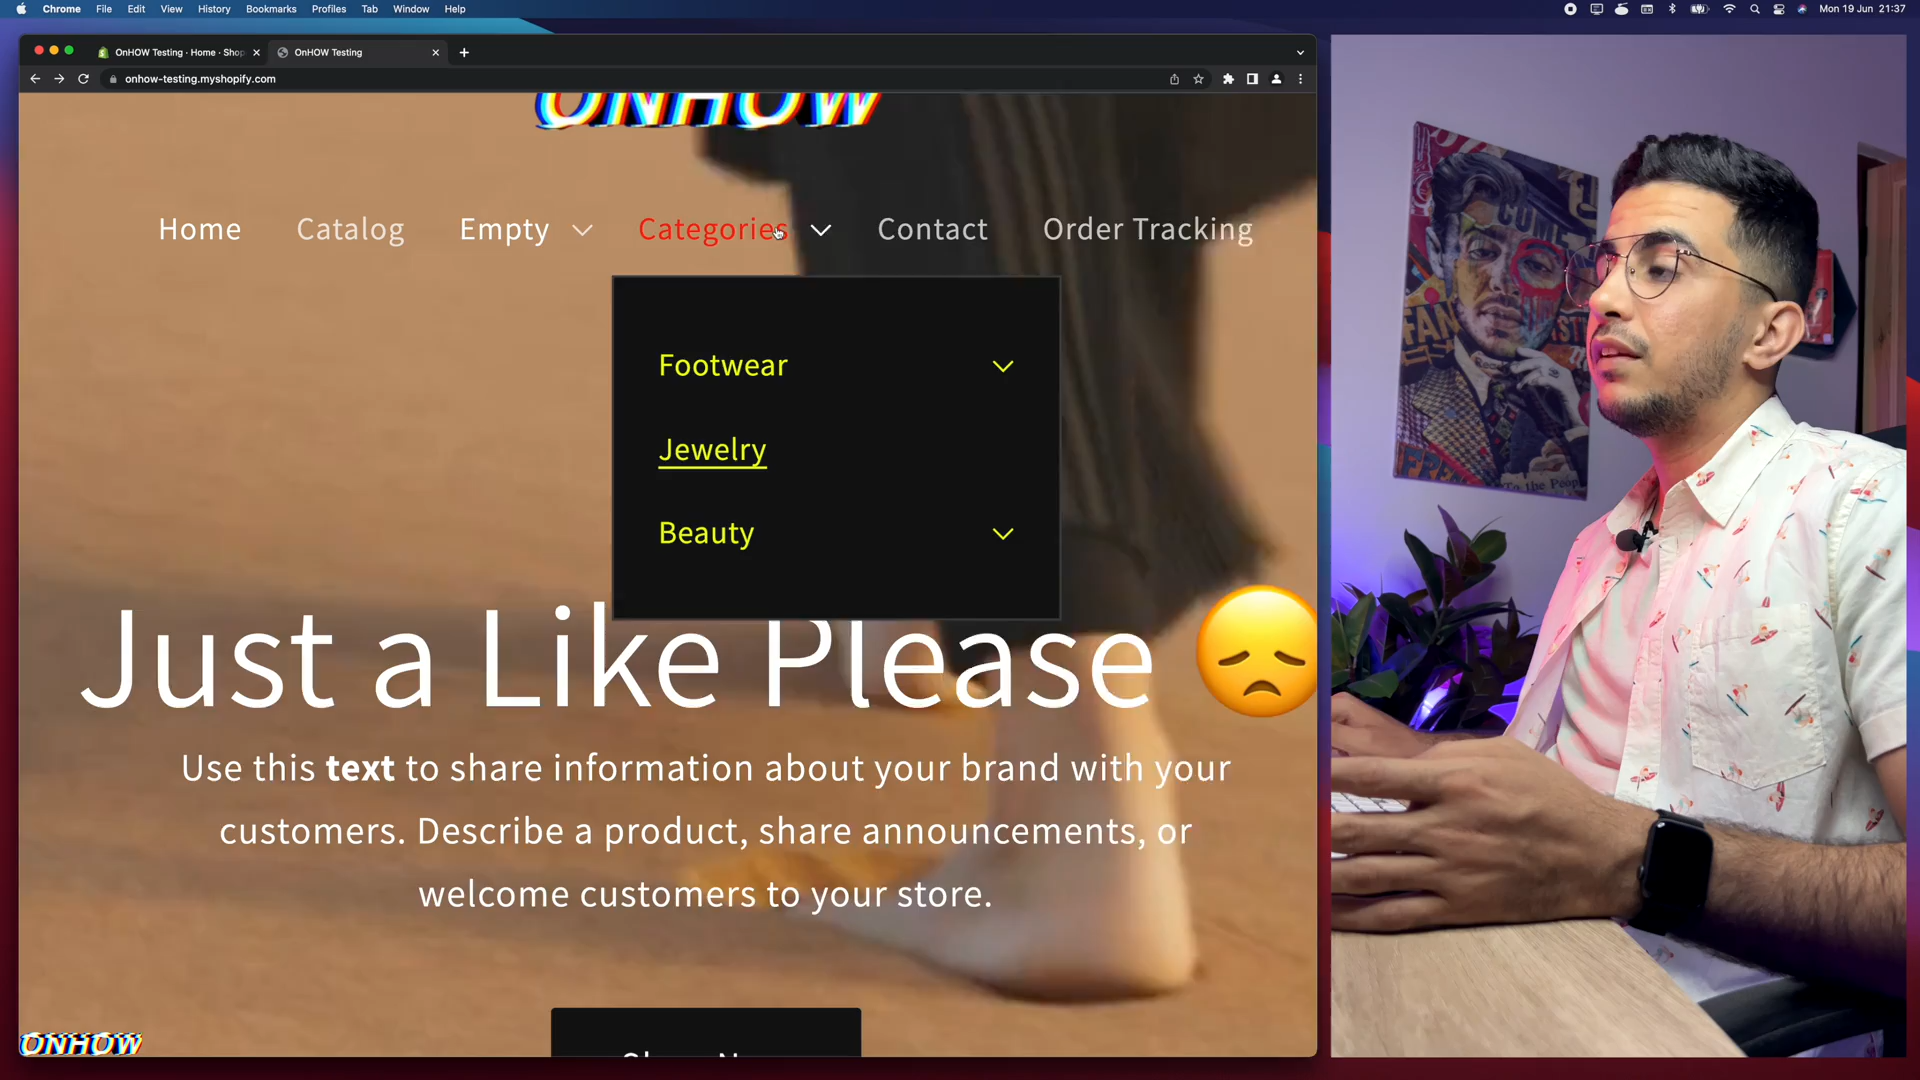 Chrome File Edit View History Bookmarks Profiles Tab Window Help
Mon 19 Jun 21:37
OnHOW Testing · Home · Shop
OnHOW Testing
onhow-testing.myshopify.com
ONHOW
Home Catalog Empty Categories Contact Order Tracking
Footwear
Jewelry
Beauty
Just a Like Please
Use this text to share information about your brand with your
customers. Describe a product, share announcements, or
welcome customers to your store.
ONHOW